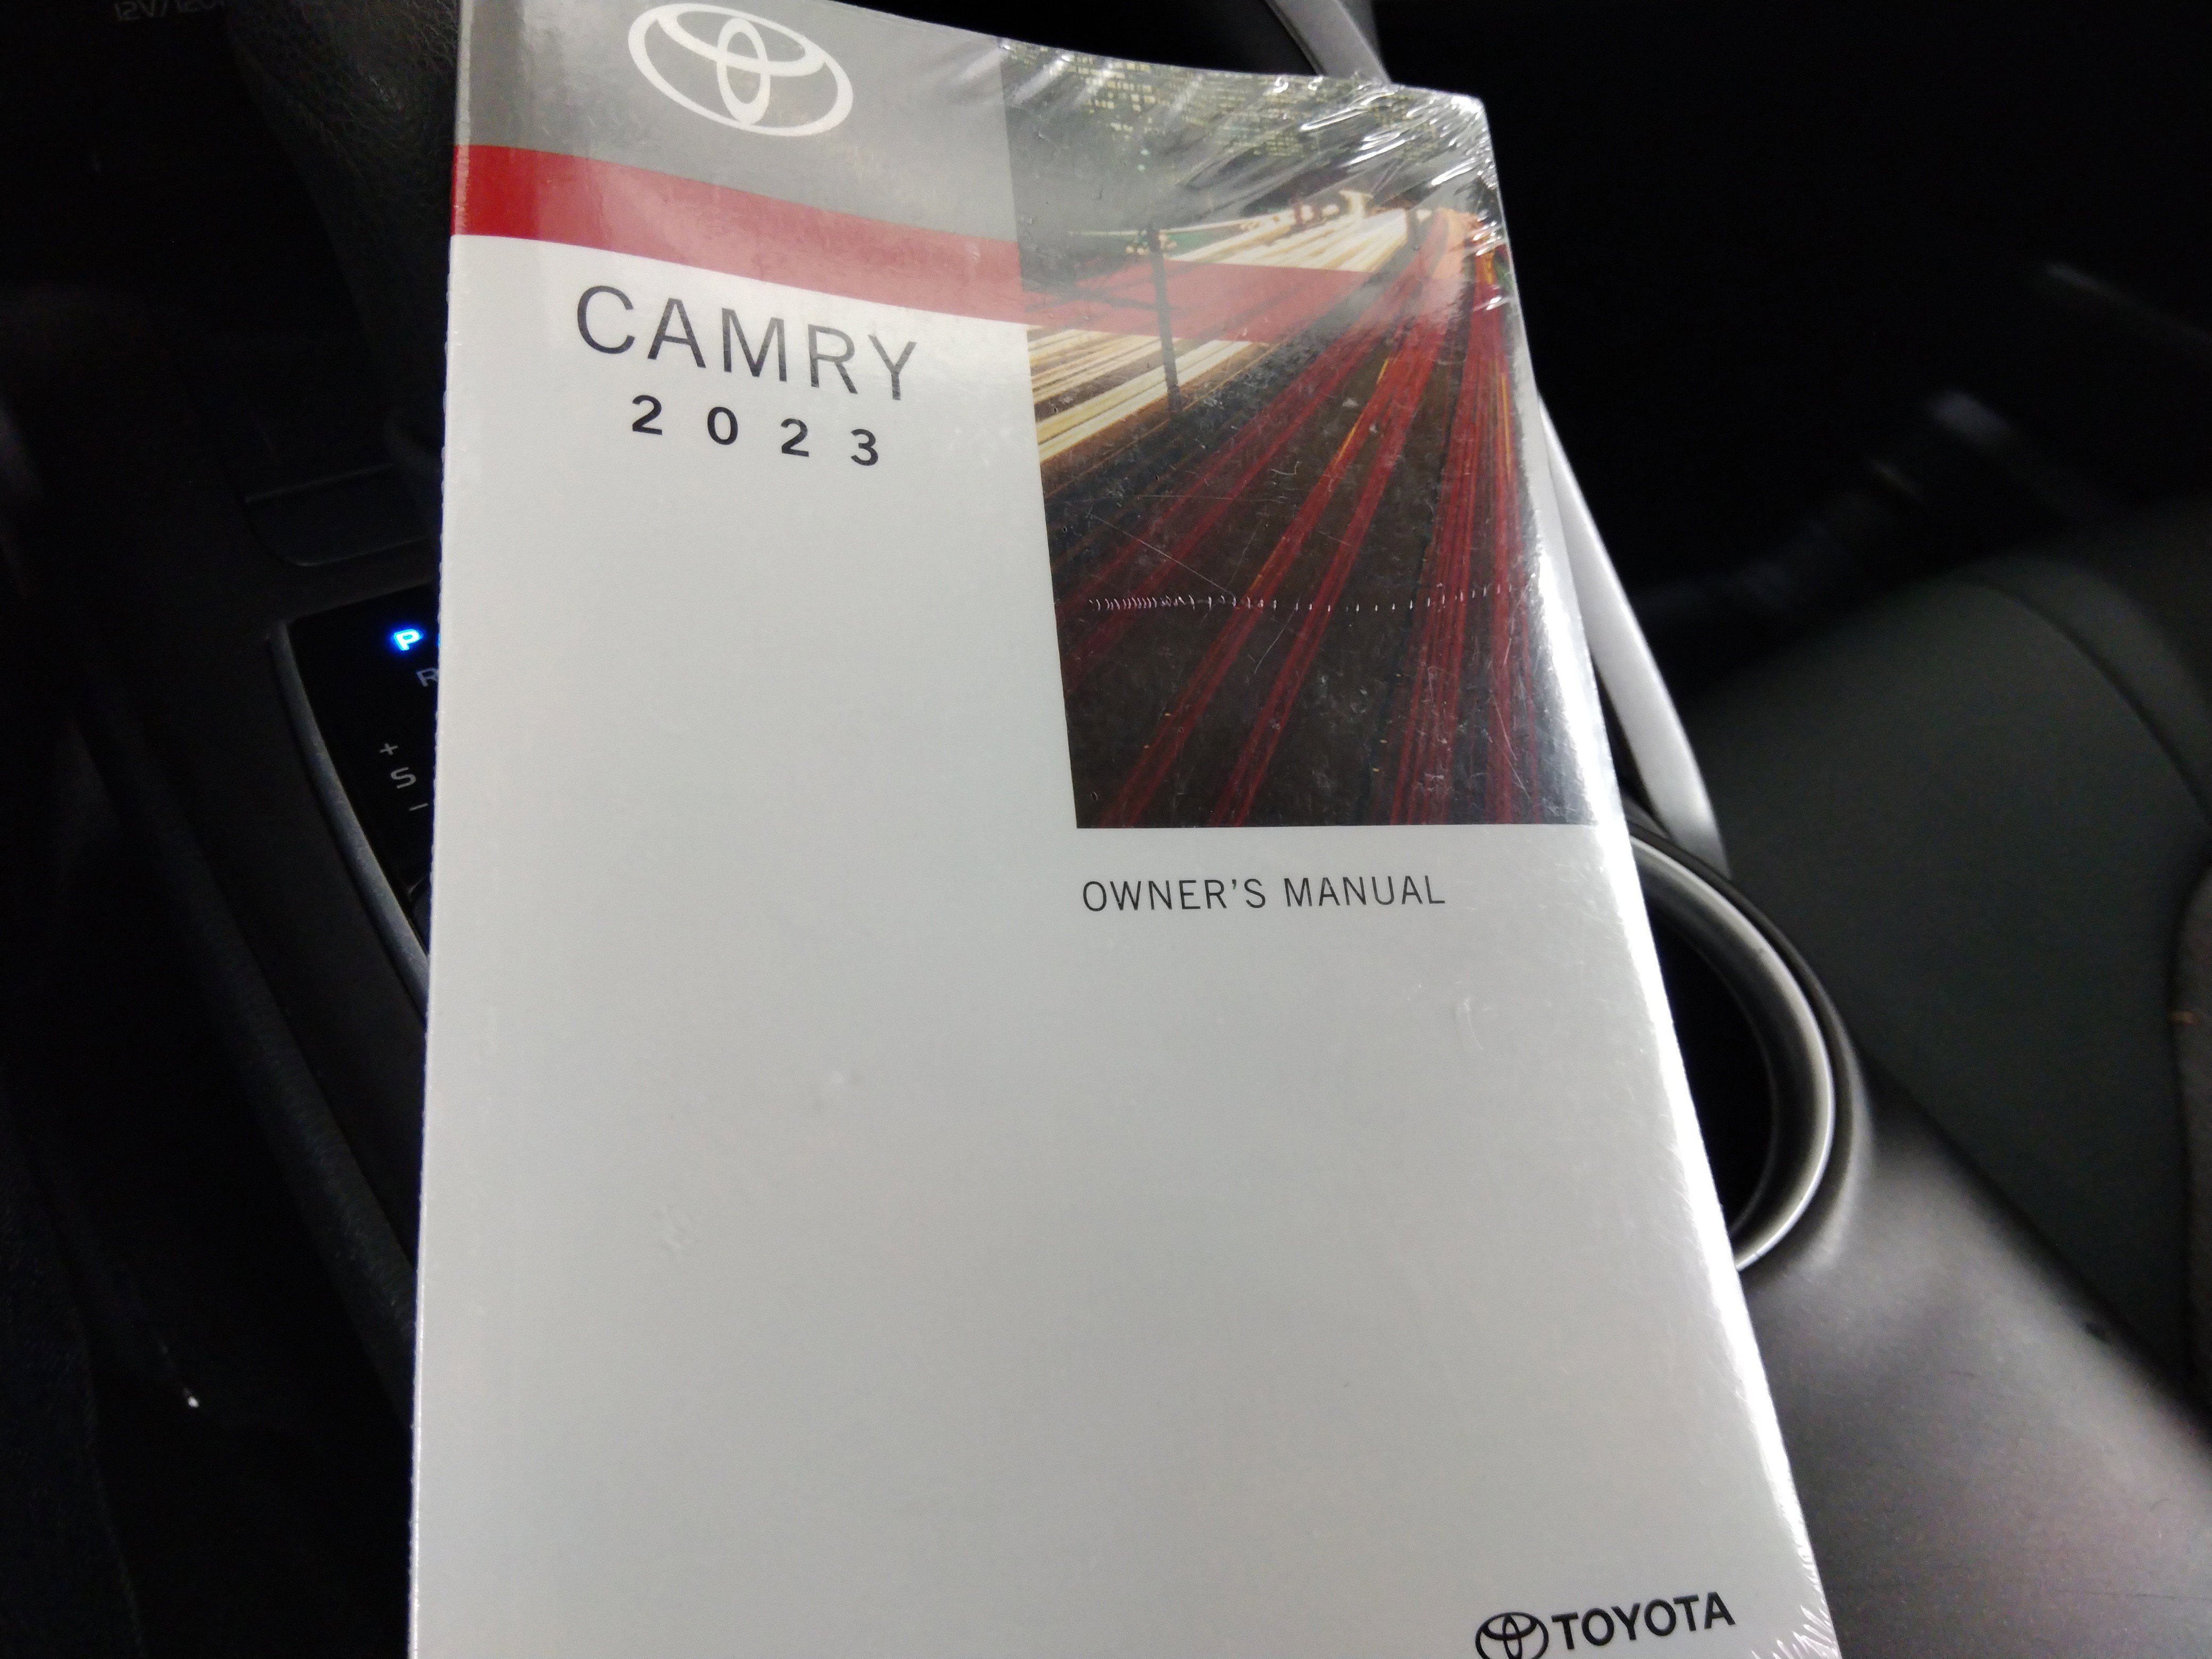 CAMRY
2023
P
R
+
S
−
OWNER'S MANUAL
TOYOTA